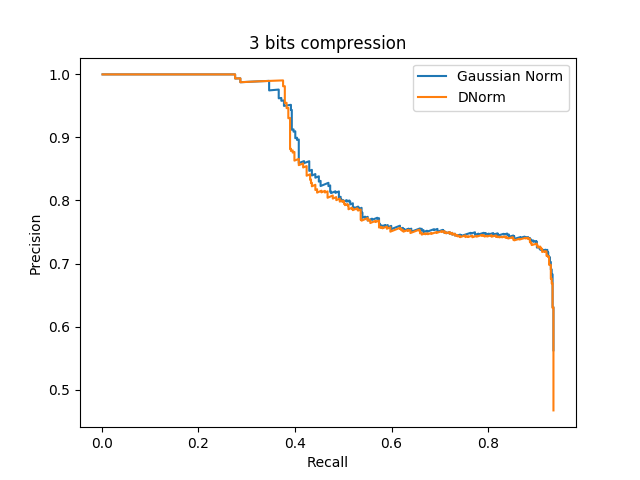 3 bits compression
Gaussian Norm
DNorm
Precision
1.0
0.9
0.8
0.7
0.6
0.5
0.0 0.2 0.4 0.6 0.8
Recall